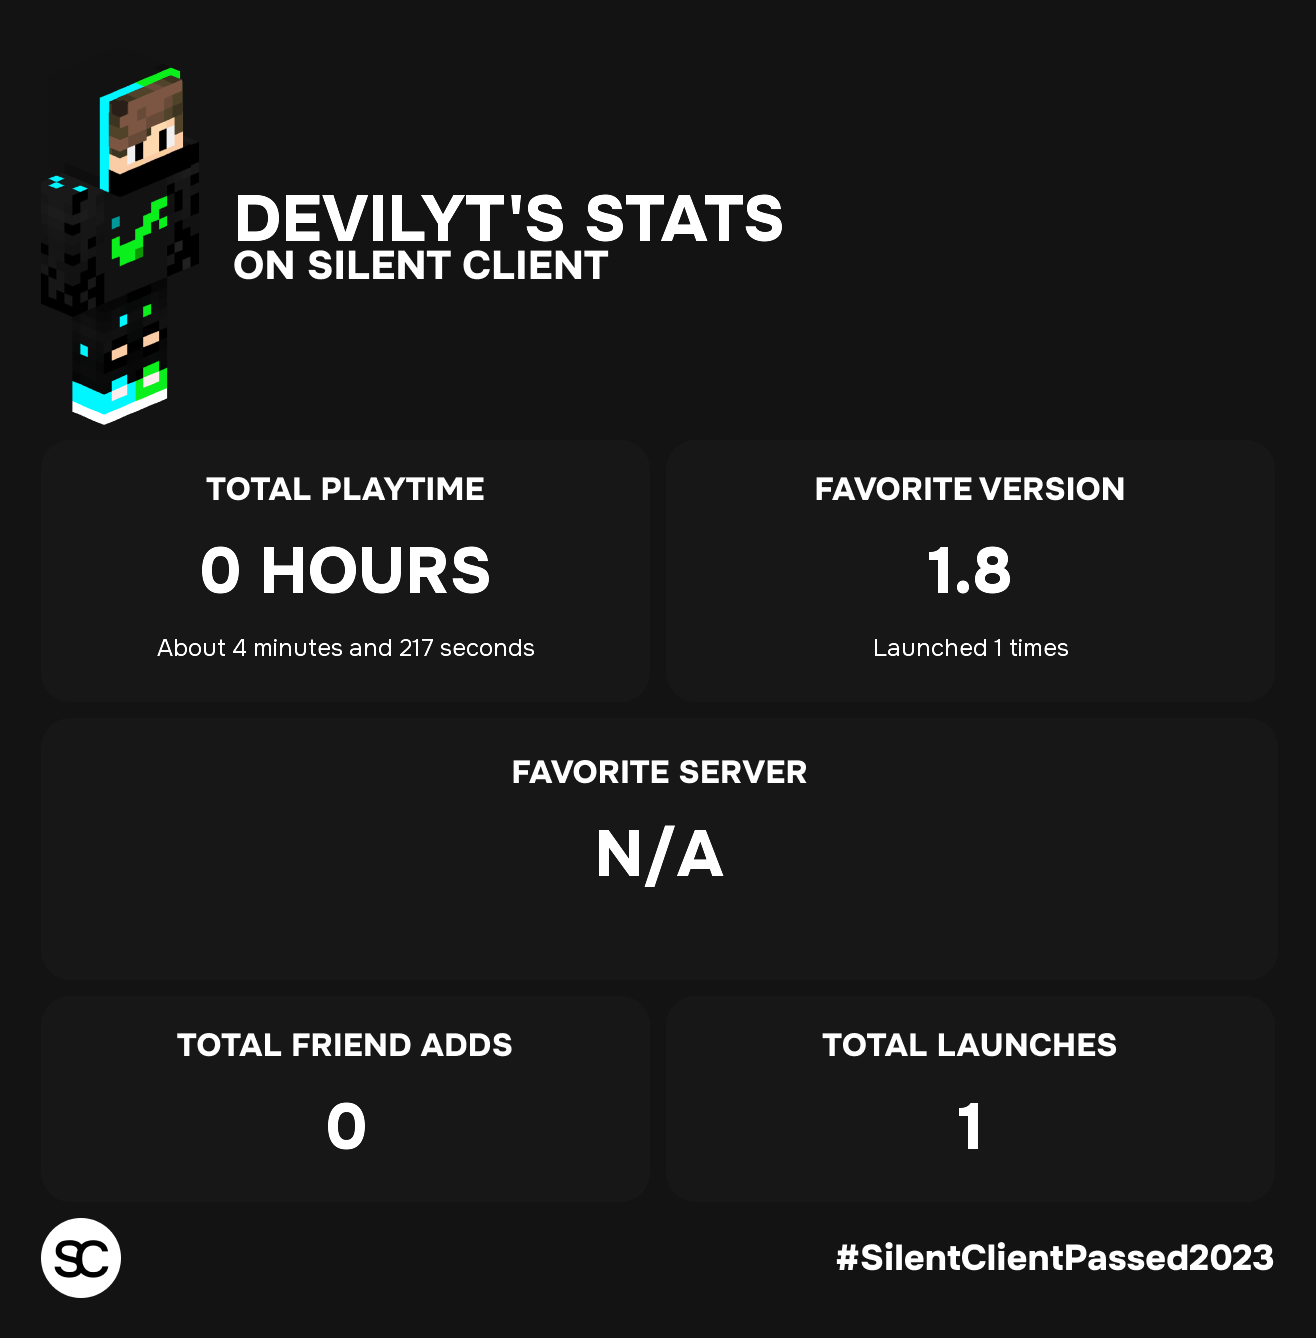 DEVILYT'S STATS
ON SILENT CLIENT
TOTAL PLAYTIME
0 HOURS
About 4 minutes and 217 seconds
FAVORITE VERSION
1.8
Launched 1 times
FAVORITE SERVER
N/A
TOTAL FRIEND ADDS
0
TOTAL LAUNCHES
1
SC
#SilentClientPassed2023